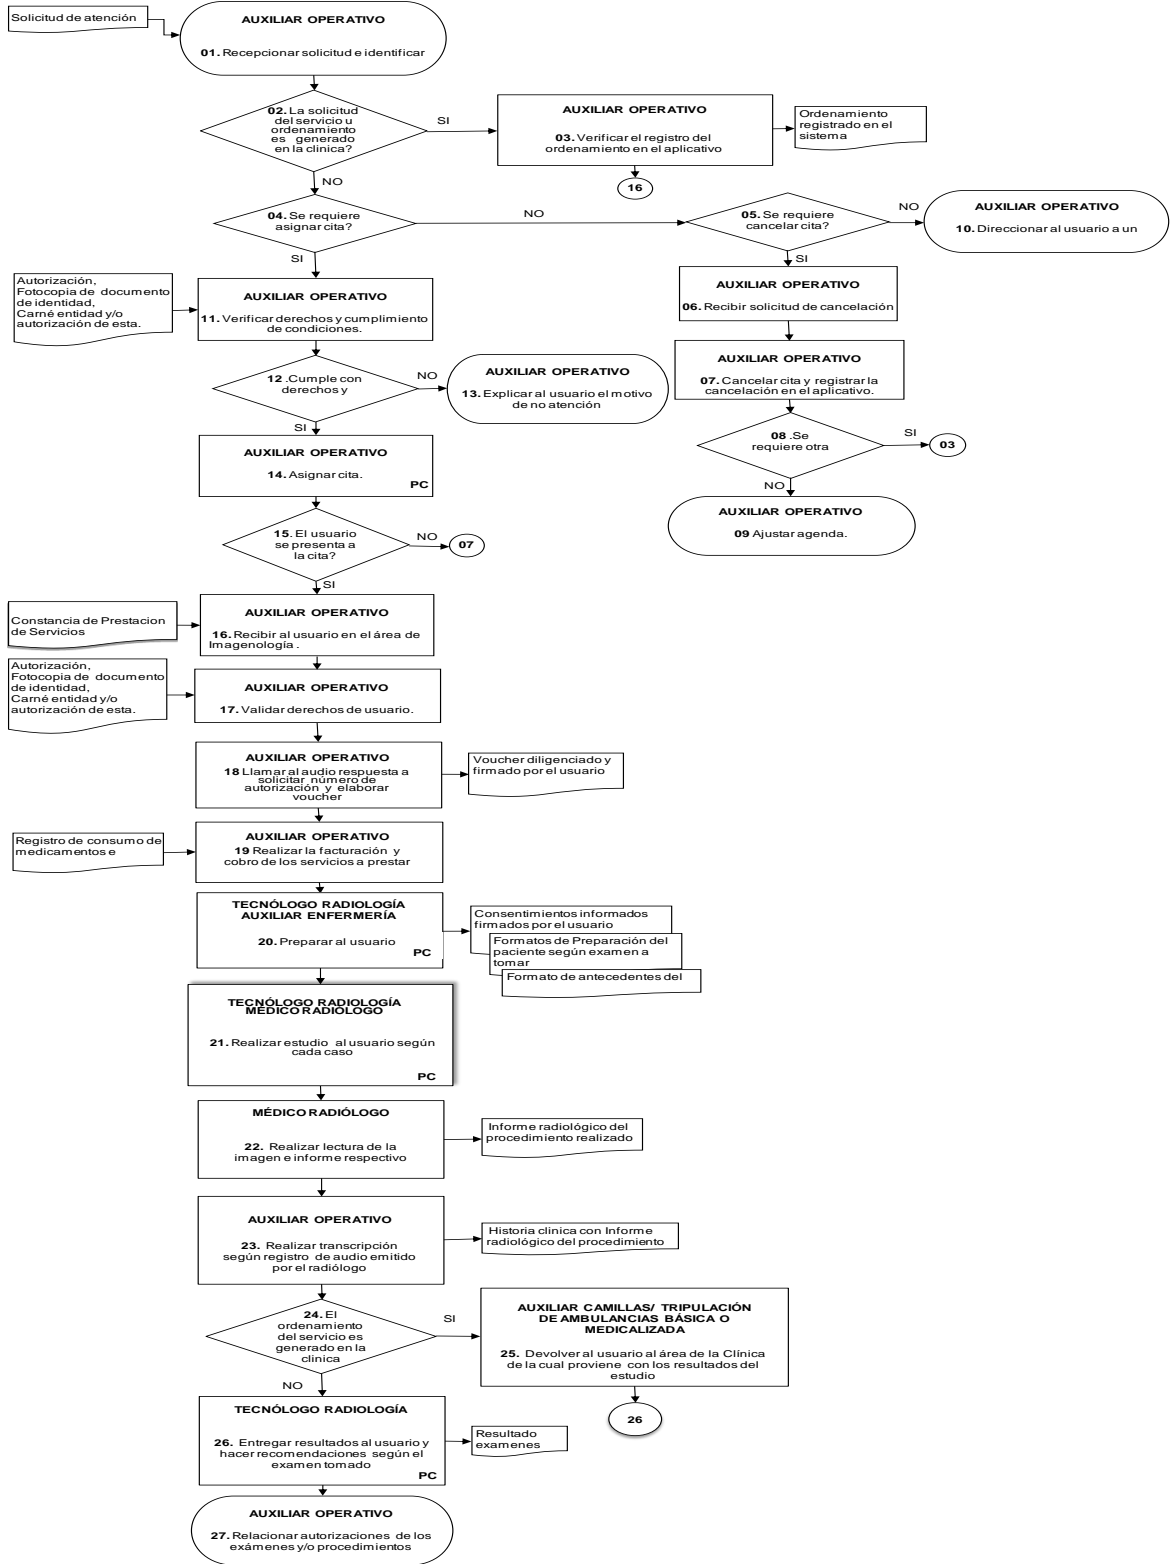 Solicitud de atención
AUXILIAR OPERATIVO
01. Recepcionar solicitud e identificar
02. La solicitud
del servicio u
ordenamiento
es generado
en la clínica?
SI
AUXILIAR OPERATIVO
03. Verificar el registro del
ordenamiento en el aplicativo
Ordenamiento
registrado en el
sistema
16
NO
04. Se requiere
asignar cita?
NO
05. Se requiere
cancelar cita?
NO
AUXILIAR OPERATIVO
10. Direccionar al usuario a un
SI
SI
AUXILIAR OPERATIVO
06. Recibir solicitud de cancelación
Autorización,
Fotocopia de documento
de identidad,
Carné entidad y/o
autorización de esta.
AUXILIAR OPERATIVO
11. Verificar derechos y cumplimiento
de condiciones.
AUXILIAR OPERATIVO
07. Cancelar cita y registrar la
cancelación en el aplicativo.
12 .Cumple con
derechos y
NO
AUXILIAR OPERATIVO
13. Explicar al usuario el motivo
de no atención
SI
08 .Se
requiere otra
SI
03
AUXILIAR OPERATIVO
14. Asignar cita.
PC
NO
AUXILIAR OPERATIVO
09 Ajustar agenda.
15. El usuario
se presenta a
la cita?
NO
07
SI
Constancia de Prestacion
de Servicios
AUXILIAR OPERATIVO
16. Recibir al usuario en el área de
Imagenología .
Autorización,
Fotocopia de documento
de identidad,
Carné entidad y/o
autorización de esta.
AUXILIAR OPERATIVO
17. Validar derechos de usuario.
AUXILIAR OPERATIVO
18 Llamar al audio respuesta a
solicitar número de
autorización y elaborar
voucher
Voucher diligenciado y
firmado por el usuario
Registro de consumo de
medicamentos e
AUXILIAR OPERATIVO
19 Realizar la facturación y
cobro de los servicios a prestar
TECNÓLOGO RADIOLOGÍA
AUXILIAR ENFERMERÍA
20. Preparar al usuario
PC
Consentimientos informados
firmados por el usuario
Formatos de Preparación del
paciente según examen a
tomar
Formato de antecedentes del
TECNÓLOGO RADIOLOGÍA
MÉDICO RADIÓLOGO
21. Realizar estudio al usuario según
cada caso
PC
MÉDICO RADIÓLOGO
22. Realizar lectura de la
imagen e informe respectivo
Informe radiológico del
procedimiento realizado
AUXILIAR OPERATIVO
23. Realizar transcripción
según registro de audio emitido
por el radiólogo
Historia clinica con Informe
radiológico del procedimiento
24. El
ordenamiento
del servicio es
generado en la
clínica
SI
AUXILIAR CAMILLAS/ TRIPULACIÓN
DE AMBULANCIAS BÁSICA O
MEDICALIZADA
25. Devolver al usuario al área de la Clínica
de la cual proviene con los resultados del
estudio
26
NO
TECNÓLOGO RADIOLOGÍA
26. Entregar resultados al usuario y
hacer recomendaciones según el
examen tomado
PC
Resultado
examenes
AUXILIAR OPERATIVO
27. Relacionar autorizaciones de los
exámenes y/o procedimientos